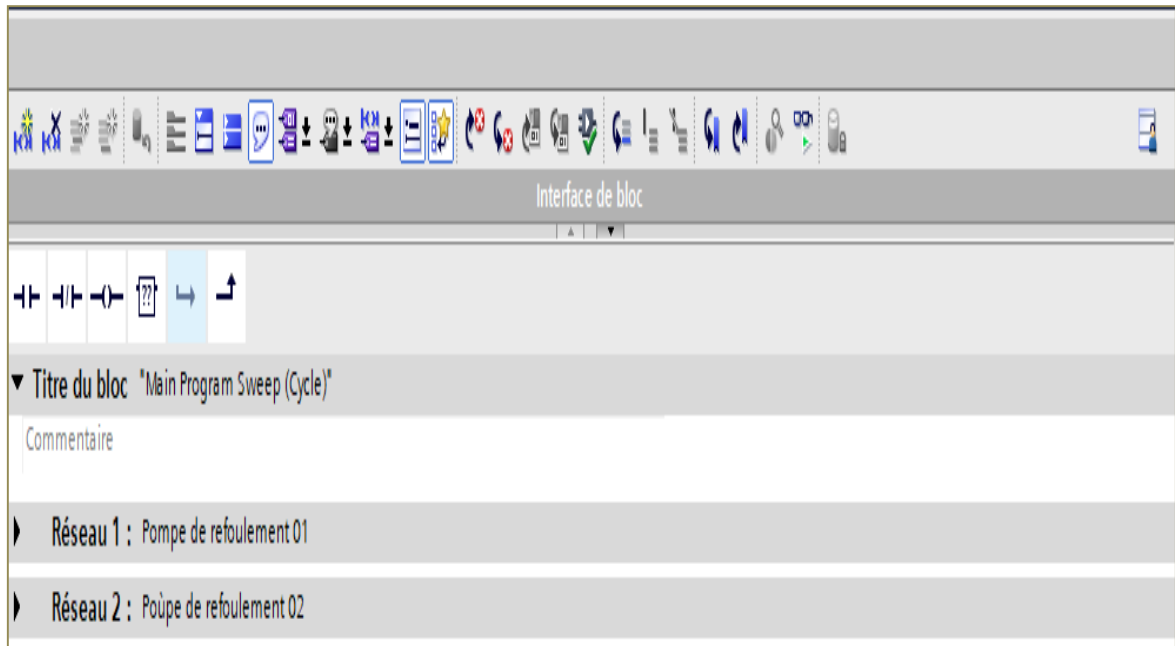 Interface de bloc
??
Titre du bloc "Main Program Sweep (Cycle)"
Commentaire
Réseau 1 : Pompe de refoulement 01
Réseau 2 : Poùpe de refoulement 02